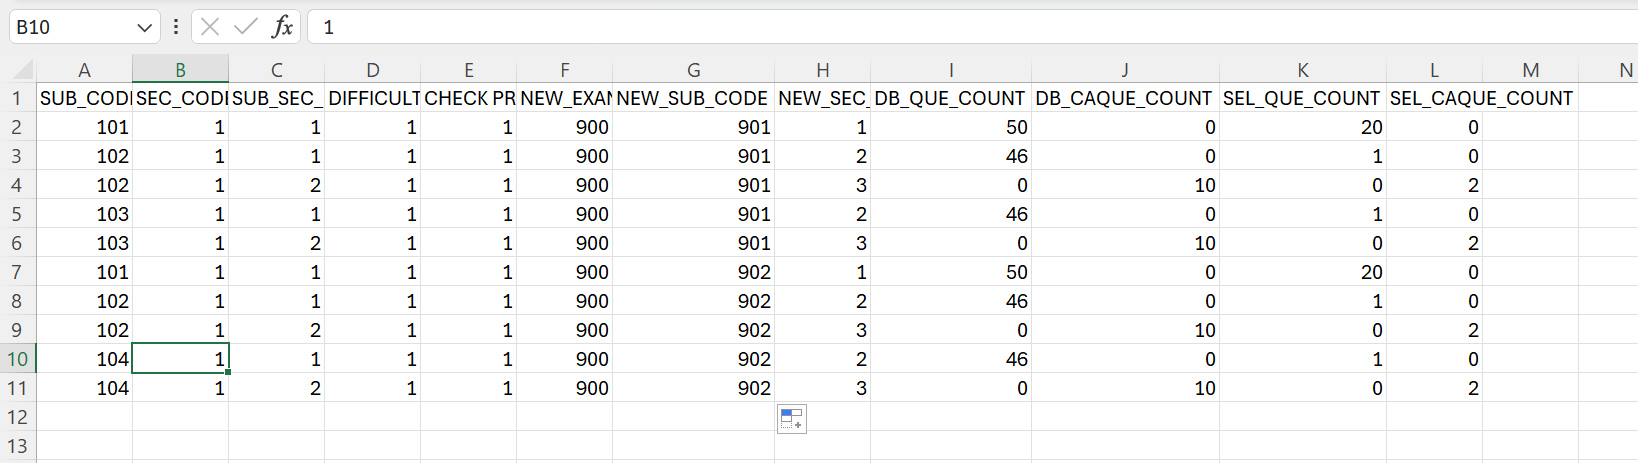 B10 fx 1
A B C D E F G H I J K L M N
1 SUB_CODE SEC_CODE SUB_SEC_ DIFFICULT CHECK PR NEW_EXAM NEW_SUB_CODE NEW_SEC_ DB_QUE_COUNT DB_CAQUE_COUNT SEL_QUE_COUNT SEL_CAQUE_COUNT
2 101 1 1 1 1 900 901 1 50 0 20 0
3 102 1 1 1 1 900 901 2 46 0 1 0
4 102 1 2 1 1 900 901 3 0 10 0 2
5 103 1 1 1 1 900 901 2 46 0 1 0
6 103 1 2 1 1 900 901 3 0 10 0 2
7 101 1 1 1 1 900 902 1 50 0 20 0
8 102 1 1 1 1 900 902 2 46 0 1 0
9 102 1 2 1 1 900 902 3 0 10 0 2
10 104 1 1 1 1 900 902 2 46 0 1 0
11 104 1 2 1 1 900 902 3 0 10 0 2
12
13